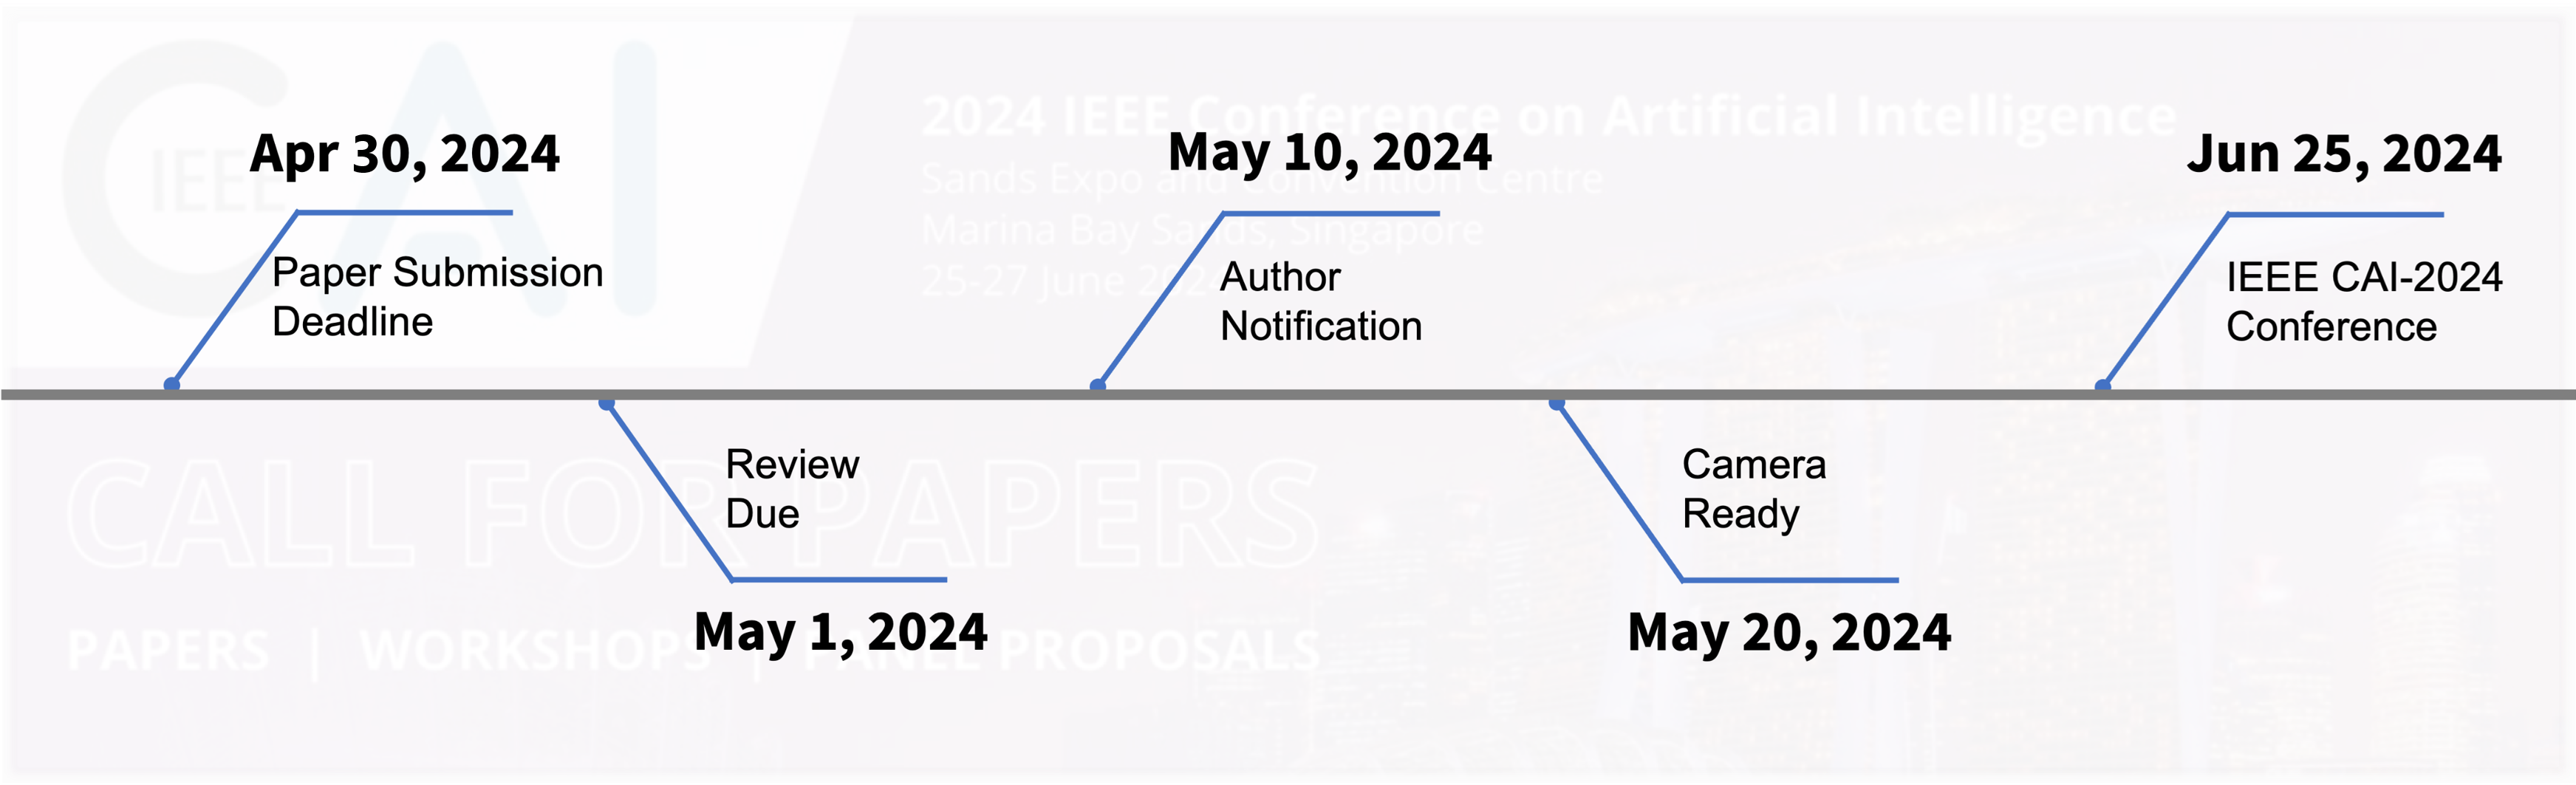 IEEE CAI
2024 IEEE Conference on Artificial Intelligence
Sands Expo and Convention Centre
Marina Bay Sands, Singapore
25-27 June 2024
Apr 30, 2024
Paper Submission
Deadline
May 10, 2024
Author
Notification
Jun 25, 2024
IEEE CAI-2024
Conference
Review
Due
May 1, 2024
Camera
Ready
May 20, 2024
CALL FOR PAPERS
PAPERS | WORKSHOPS | PANEL PROPOSALS